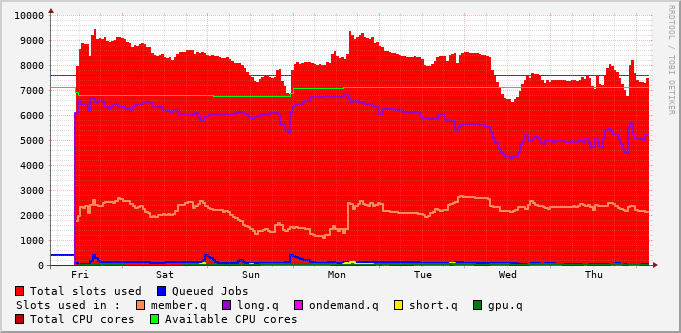 10000
9000
8000
7000
6000
5000
4000
3000
2000
1000
0
Fri Sat Sun Mon Tue Wed Thu
Total slots used Queued Jobs
Slots used in : member.q long.q ondemand.q short.q gpu.q
Total CPU cores Available CPU cores
RRDTOOL / TOBI OETIKER